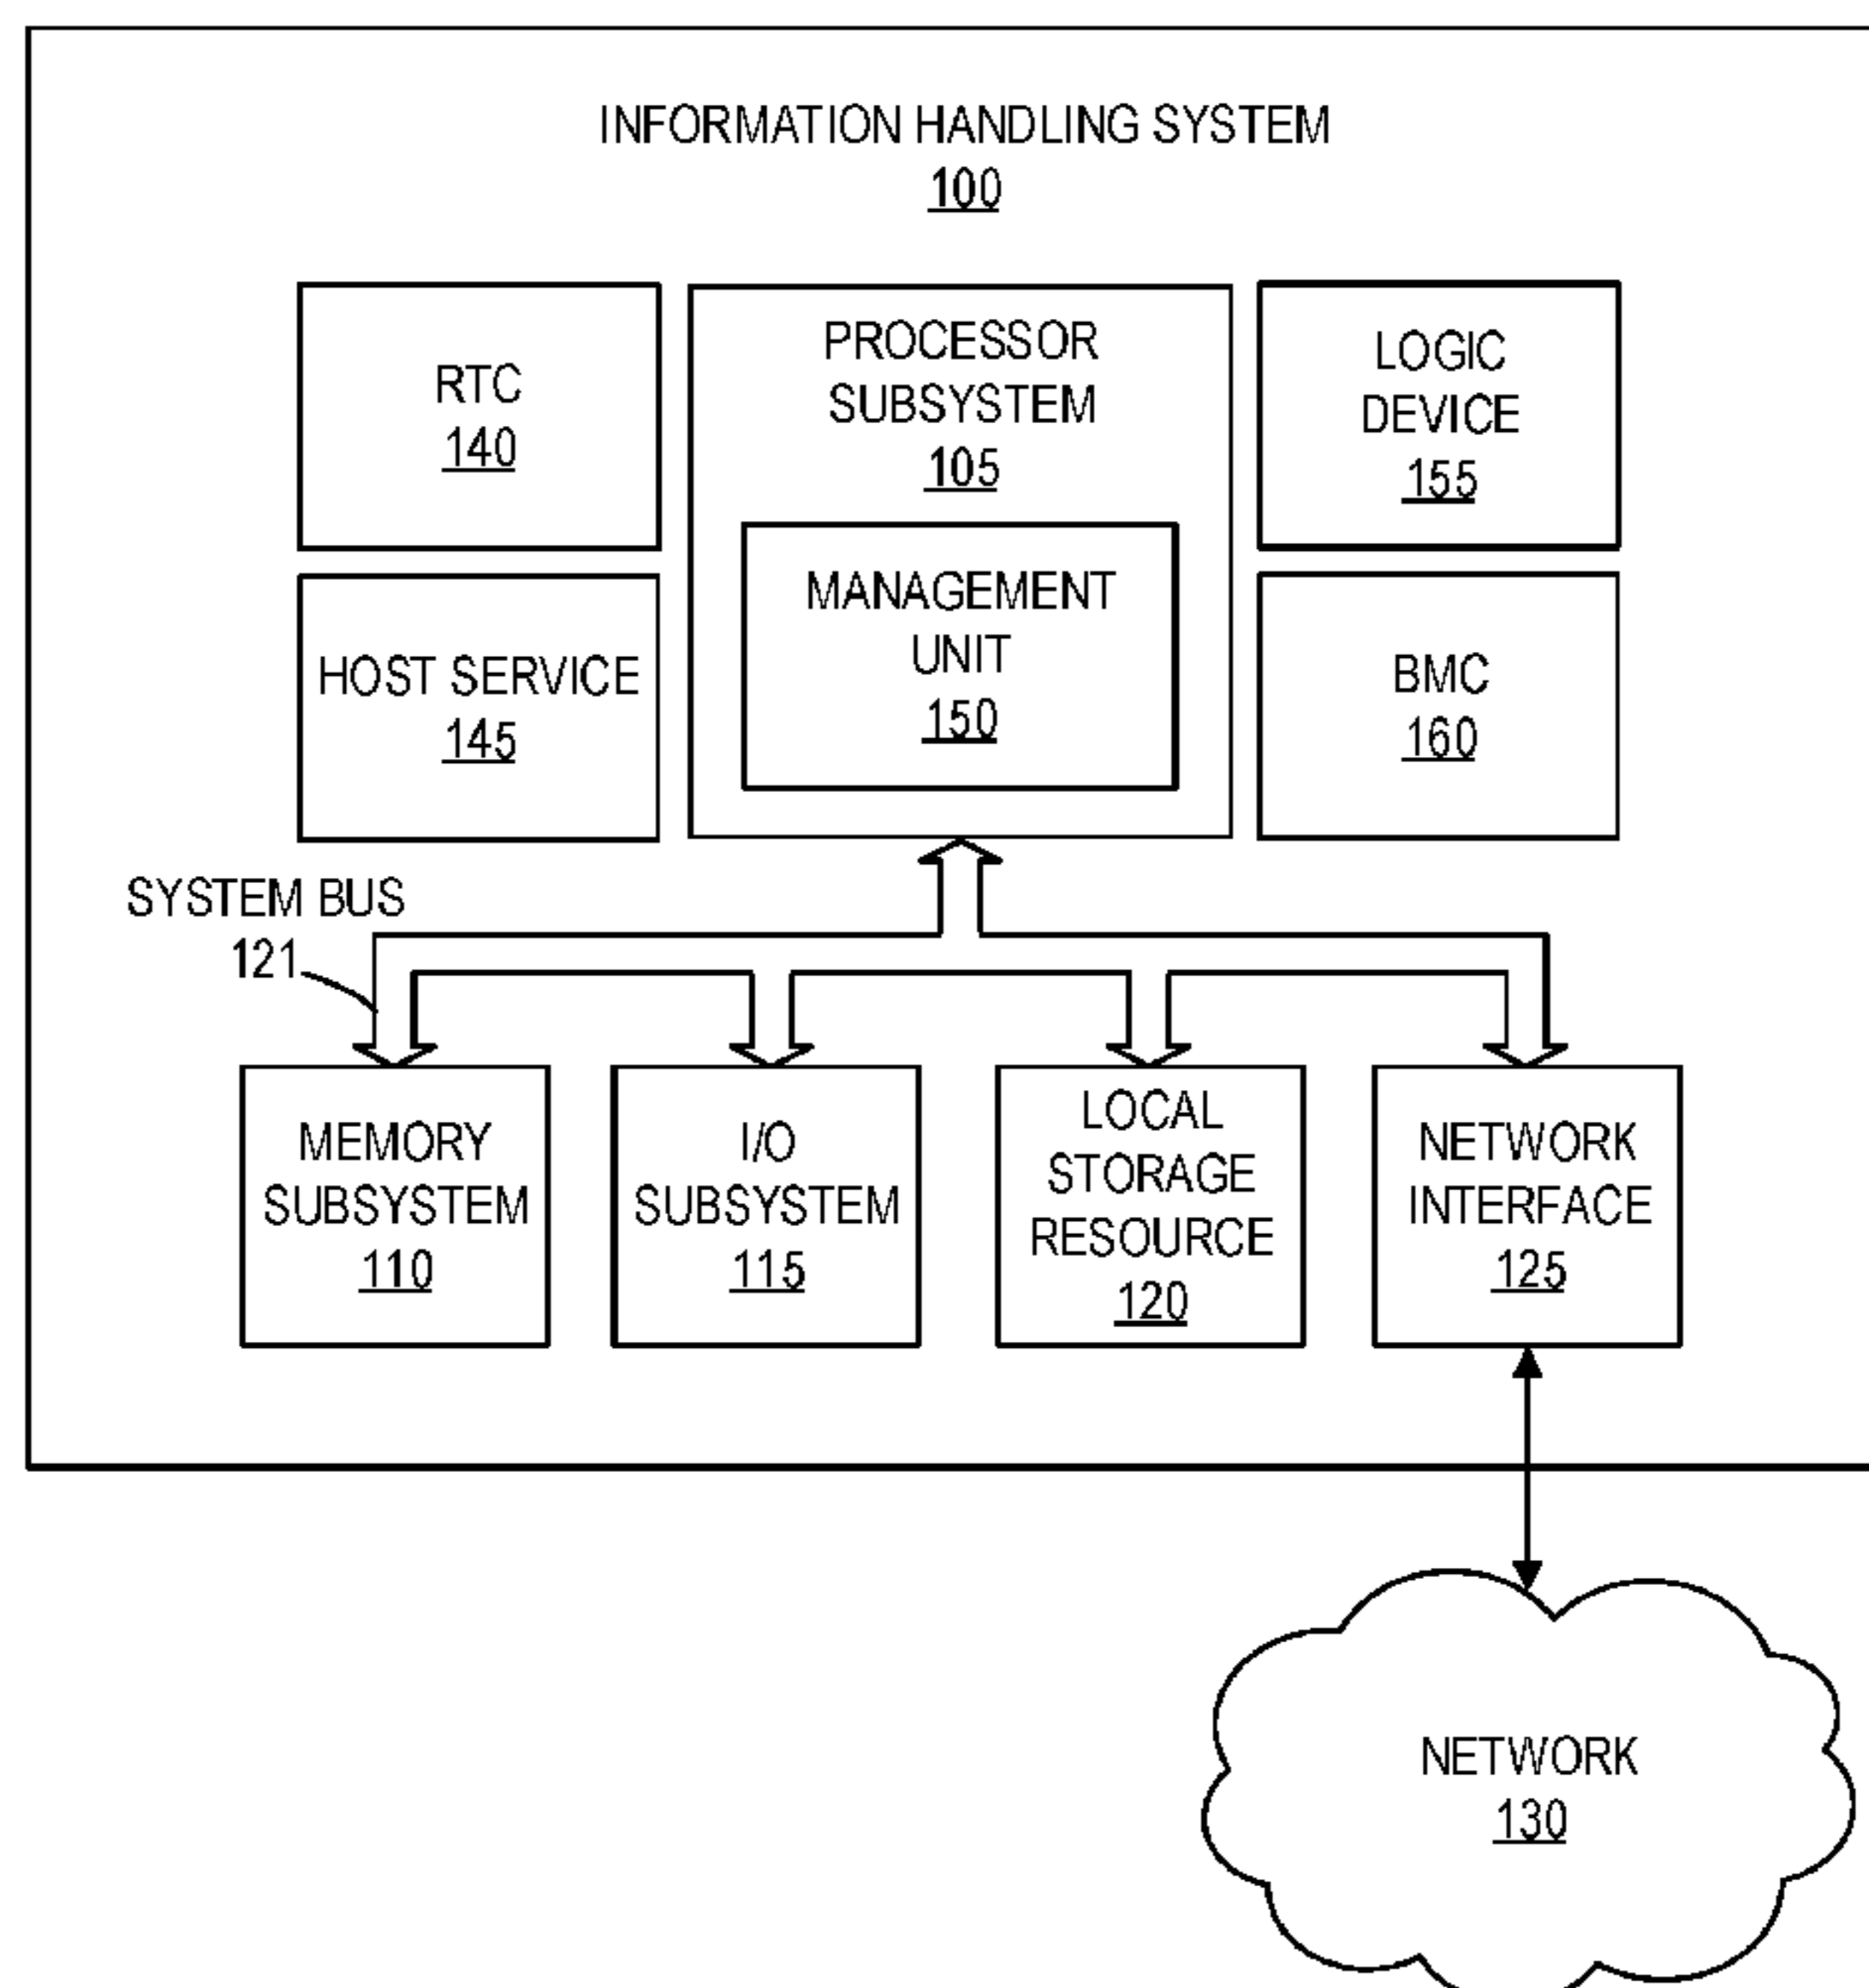 INFORMATION HANDLING SYSTEM
100
RTC
140
PROCESSOR
SUBSYSTEM
105
LOGIC
DEVICE
155
MANAGEMENT
UNIT
150
HOST SERVICE
145
BMC
160
SYSTEM BUS
121
MEMORY
SUBSYSTEM
110
I/O
SUBSYSTEM
115
LOCAL
STORAGE
RESOURCE
120
NETWORK
INTERFACE
125
NETWORK
130